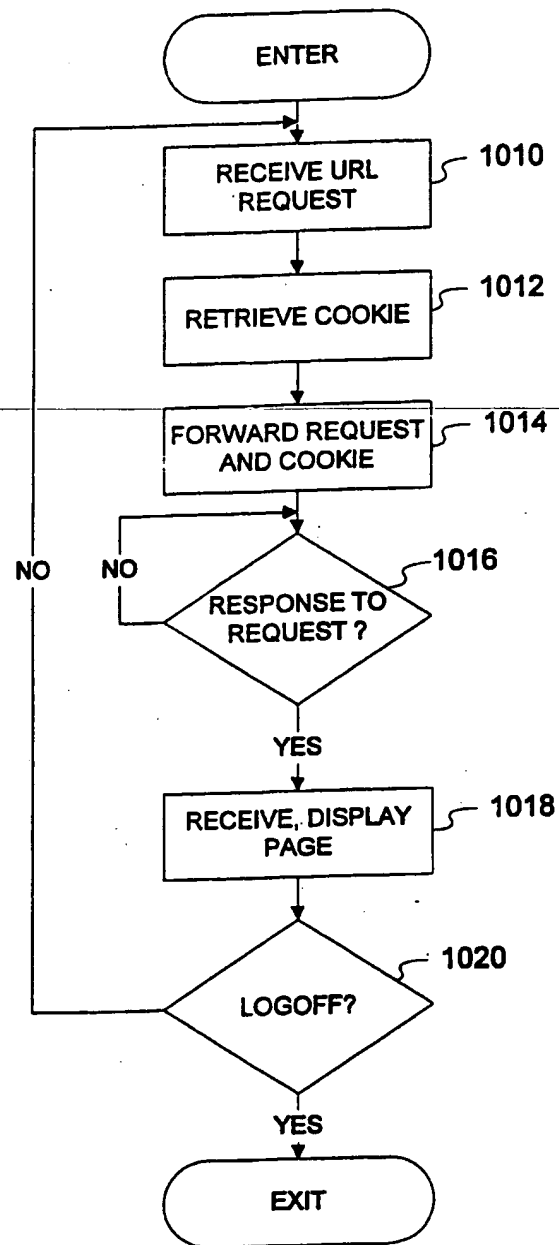 ENTER
RECEIVE URL
REQUEST
1010
RETRIEVE COOKIE
1012
FORWARD REQUEST
AND COOKIE
1014
NO
NO
RESPONSE TO
REQUEST ?
1016
YES
RECEIVE, DISPLAY
PAGE
1018
LOGOFF?
1020
YES
EXIT